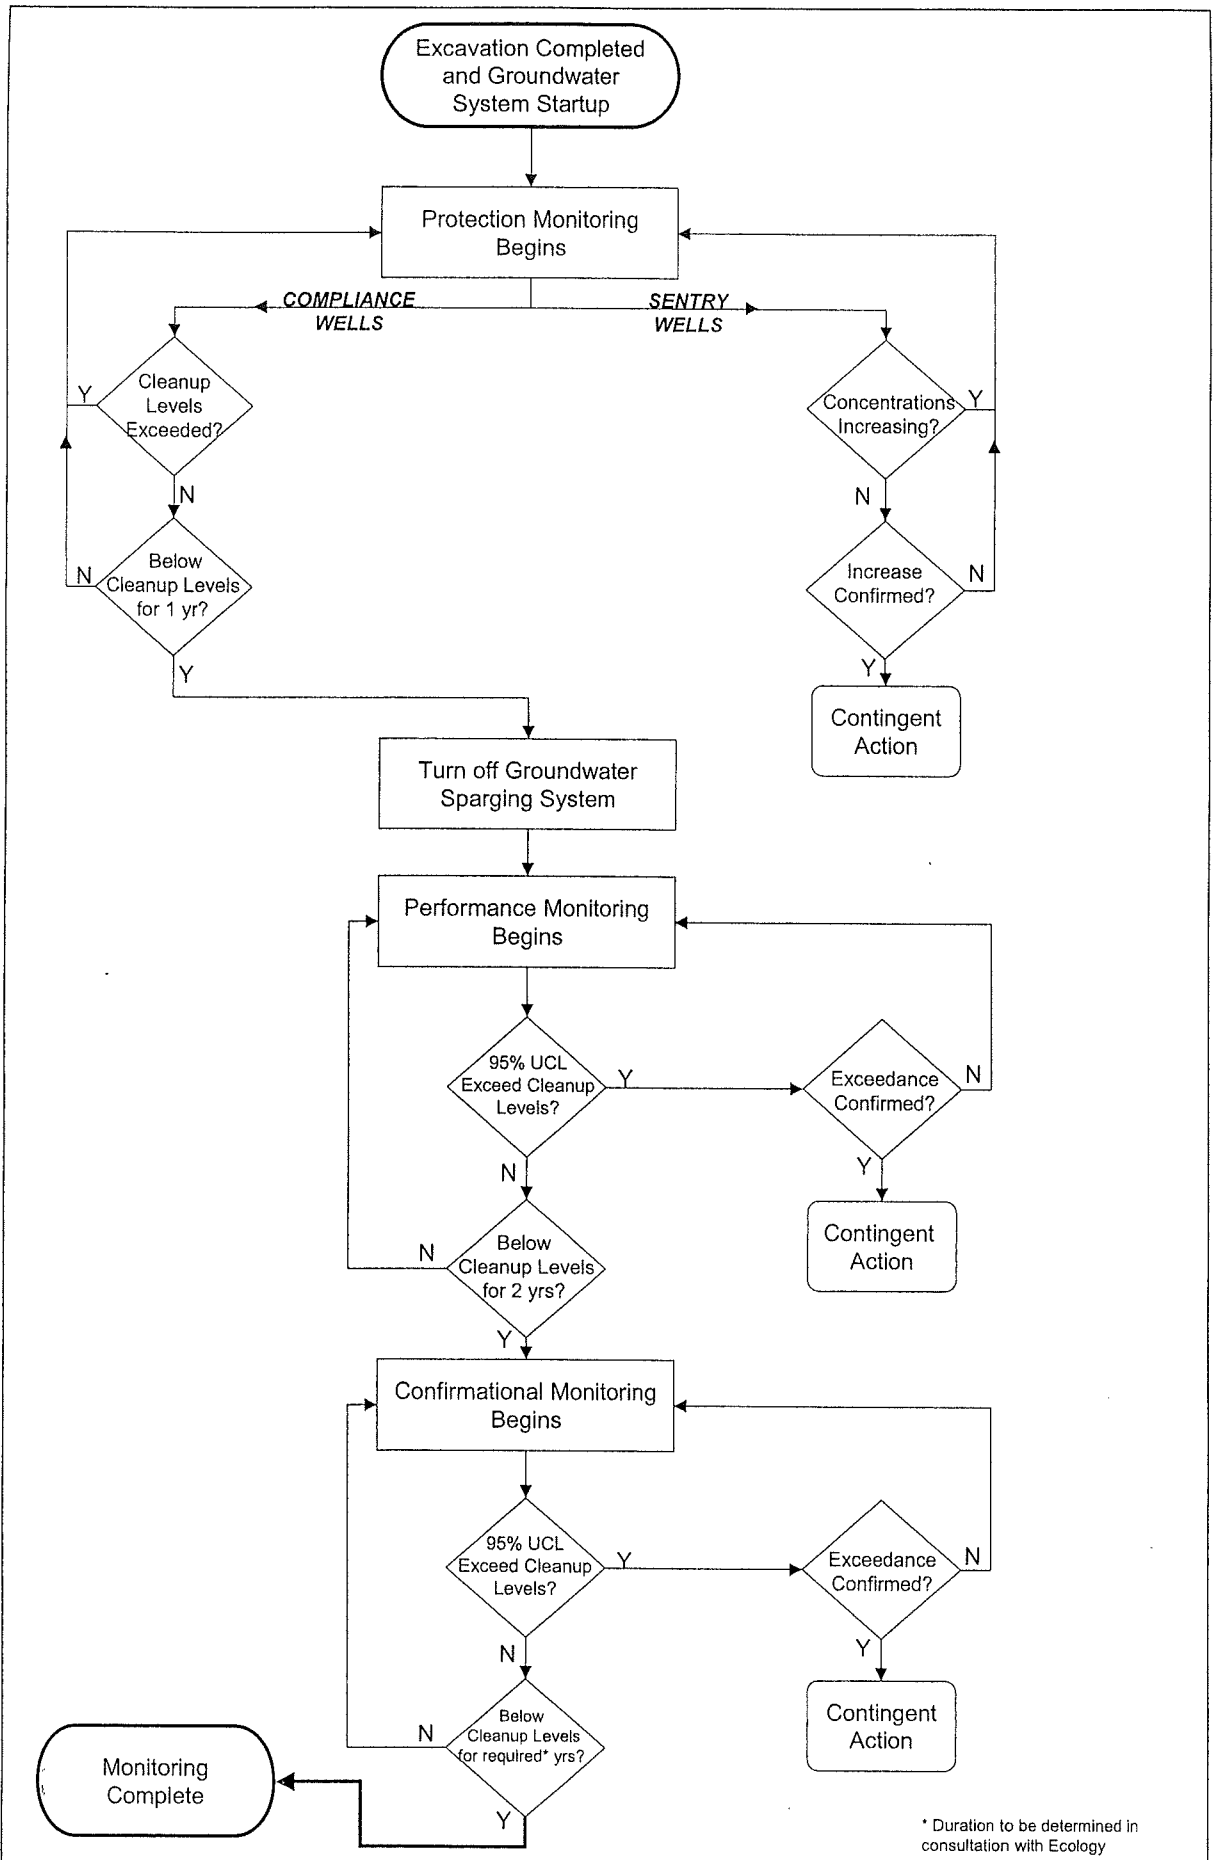 Excavation Completed
and Groundwater
System Startup
Protection Monitoring
Begins
COMPLIANCE
WELLS
SENTRY
WELLS
Cleanup
Levels
Exceeded?
Y
N
Concentrations
Increasing?
Y
N
Below
Cleanup Levels
for 1 yr?
N
Y
Increase
Confirmed?
N
Y
Contingent
Action
Turn off Groundwater
Sparging System
Performance Monitoring
Begins
95% UCL
Exceed Cleanup
Levels?
Y
N
Exceedance
Confirmed?
N
Y
Contingent
Action
Below
Cleanup Levels
for 2 yrs?
N
Y
Confirmational Monitoring
Begins
95% UCL
Exceed Cleanup
Levels?
Y
N
Exceedance
Confirmed?
N
Y
Contingent
Action
Below
Cleanup Levels
for required* yrs?
N
Y
Monitoring
Complete
* Duration to be determined in
consultation with Ecology